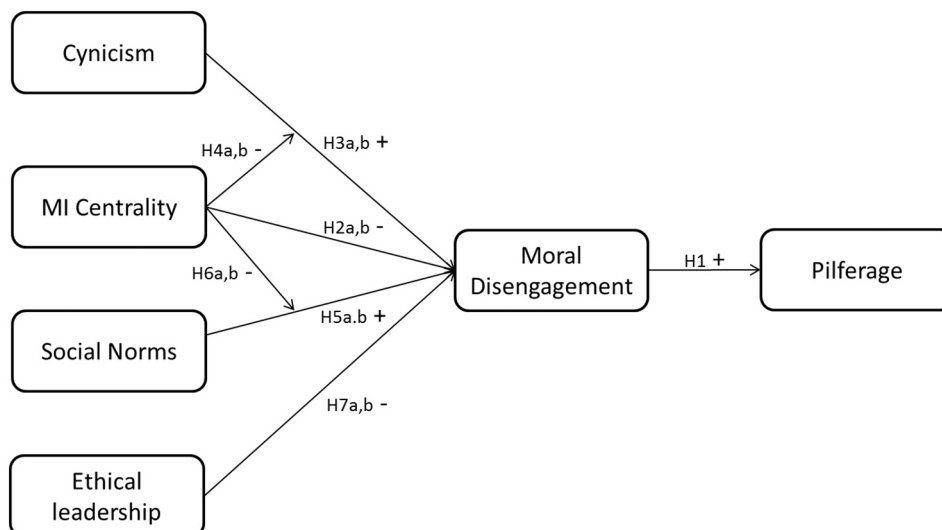 Cynicism
H3a,b +
H4a,b -
MI Centrality
H2a,b -
Moral
Disengagement
H1 +
Pilferage
H6a,b -
H5a.b +
Social Norms
H7a,b -
Ethical
leadership